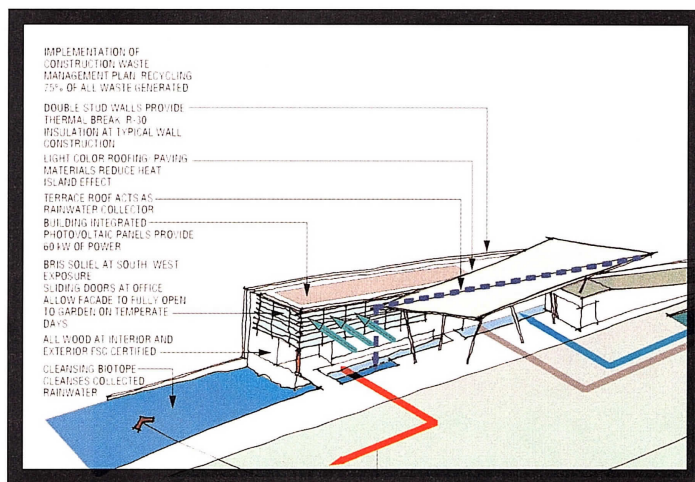 IMPLEMENTATION OF
CONSTRUCTION WASTE
MANAGEMENT PLAN RECYCLING
75% OF ALL WASTE GENERATED
DOUBLE STUD WALLS PROVIDE
THERMAL BREAK R-30
INSULATION AT TYPICAL WALL
CONSTRUCTION
LIGHT COLOR ROOFING PAVING
MATERIALS REDUCE HEAT
ISLAND EFFECT
TERRACE ROOF ACTS AS
RAINWATER COLLECTOR
BUILDING INTEGRATED
PHOTOVOLTAIC PANELS PROVIDE
60 kW OF POWER
BRIS SOLIEL AT SOUTH WEST
EXPOSURE
SLIDING DOORS AT OFFICE
ALLOW FACADE TO FULLY OPEN
TO GARDEN ON TEMPERATE
DAYS
ALL WOOD AT INTERIOR AND
EXTERIOR FSC CERTIFIED
CLEANSING BIOTOPE
CLEANSES COLLECTED
RAINWATER